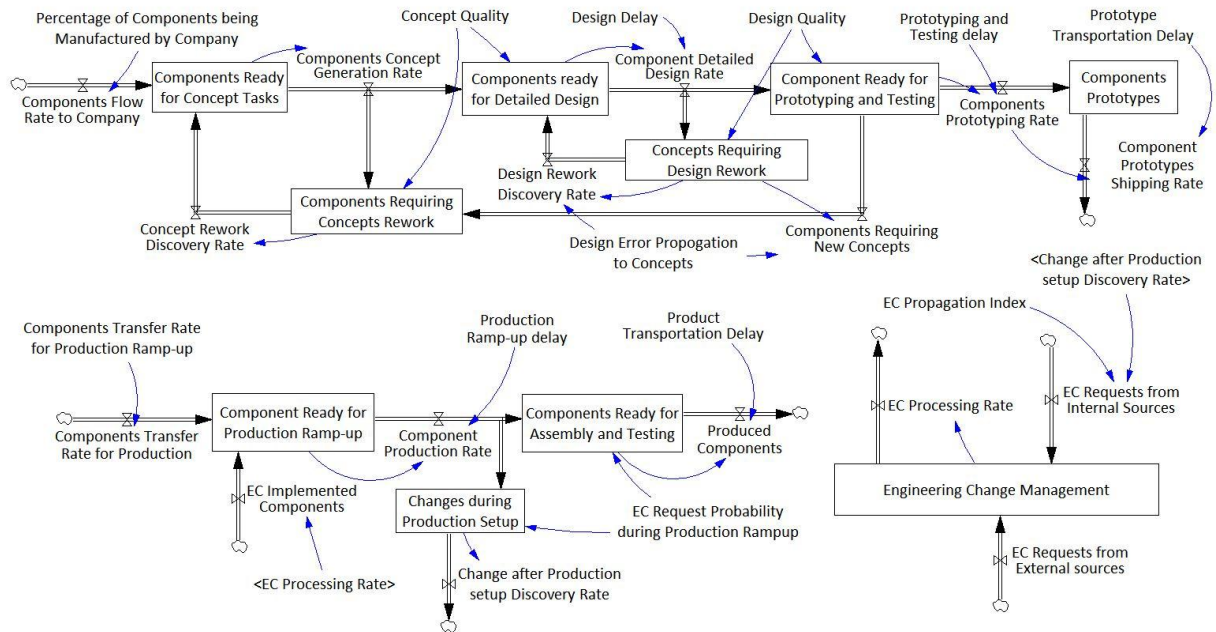 Percentage of Components being
Manufactured by Company
Concept Quality
Design Delay
Design Quality
Prototyping and
Testing delay
Prototype
Transportation Delay
Components Flow
Rate to Company
Components Ready
for Concept Tasks
Components Concept
Generation Rate
Components ready
for Detailed Design
Component Detailed
Design Rate
Component Ready for
Prototyping and Testing
Components
Prototyping Rate
Components
Prototypes
Component
Prototypes
Shipping Rate
Concepts Requiring
Design Rework
Design Rework
Discovery Rate
Components Requiring
Concepts Rework
Concept Rework
Discovery Rate
Design Error Propogation
to Concepts
Components Requiring
New Concepts
<Change after Production
setup Discovery Rate>
EC Propagation Index
Components Transfer Rate
for Production Ramp-up
Production
Ramp-up delay
Product
Transportation Delay
Components Transfer
Rate for Production
Component Ready for
Production Ramp-up
Component
Production Rate
Components Ready for
Assembly and Testing
Produced
Components
EC Processing Rate
EC Requests from
Internal Sources
EC Implemented
Components
Changes during
Production Setup
EC Request Probability
during Production Rampup
Engineering Change Management
<EC Processing Rate>
Change after Production
setup Discovery Rate
EC Requests from
External sources